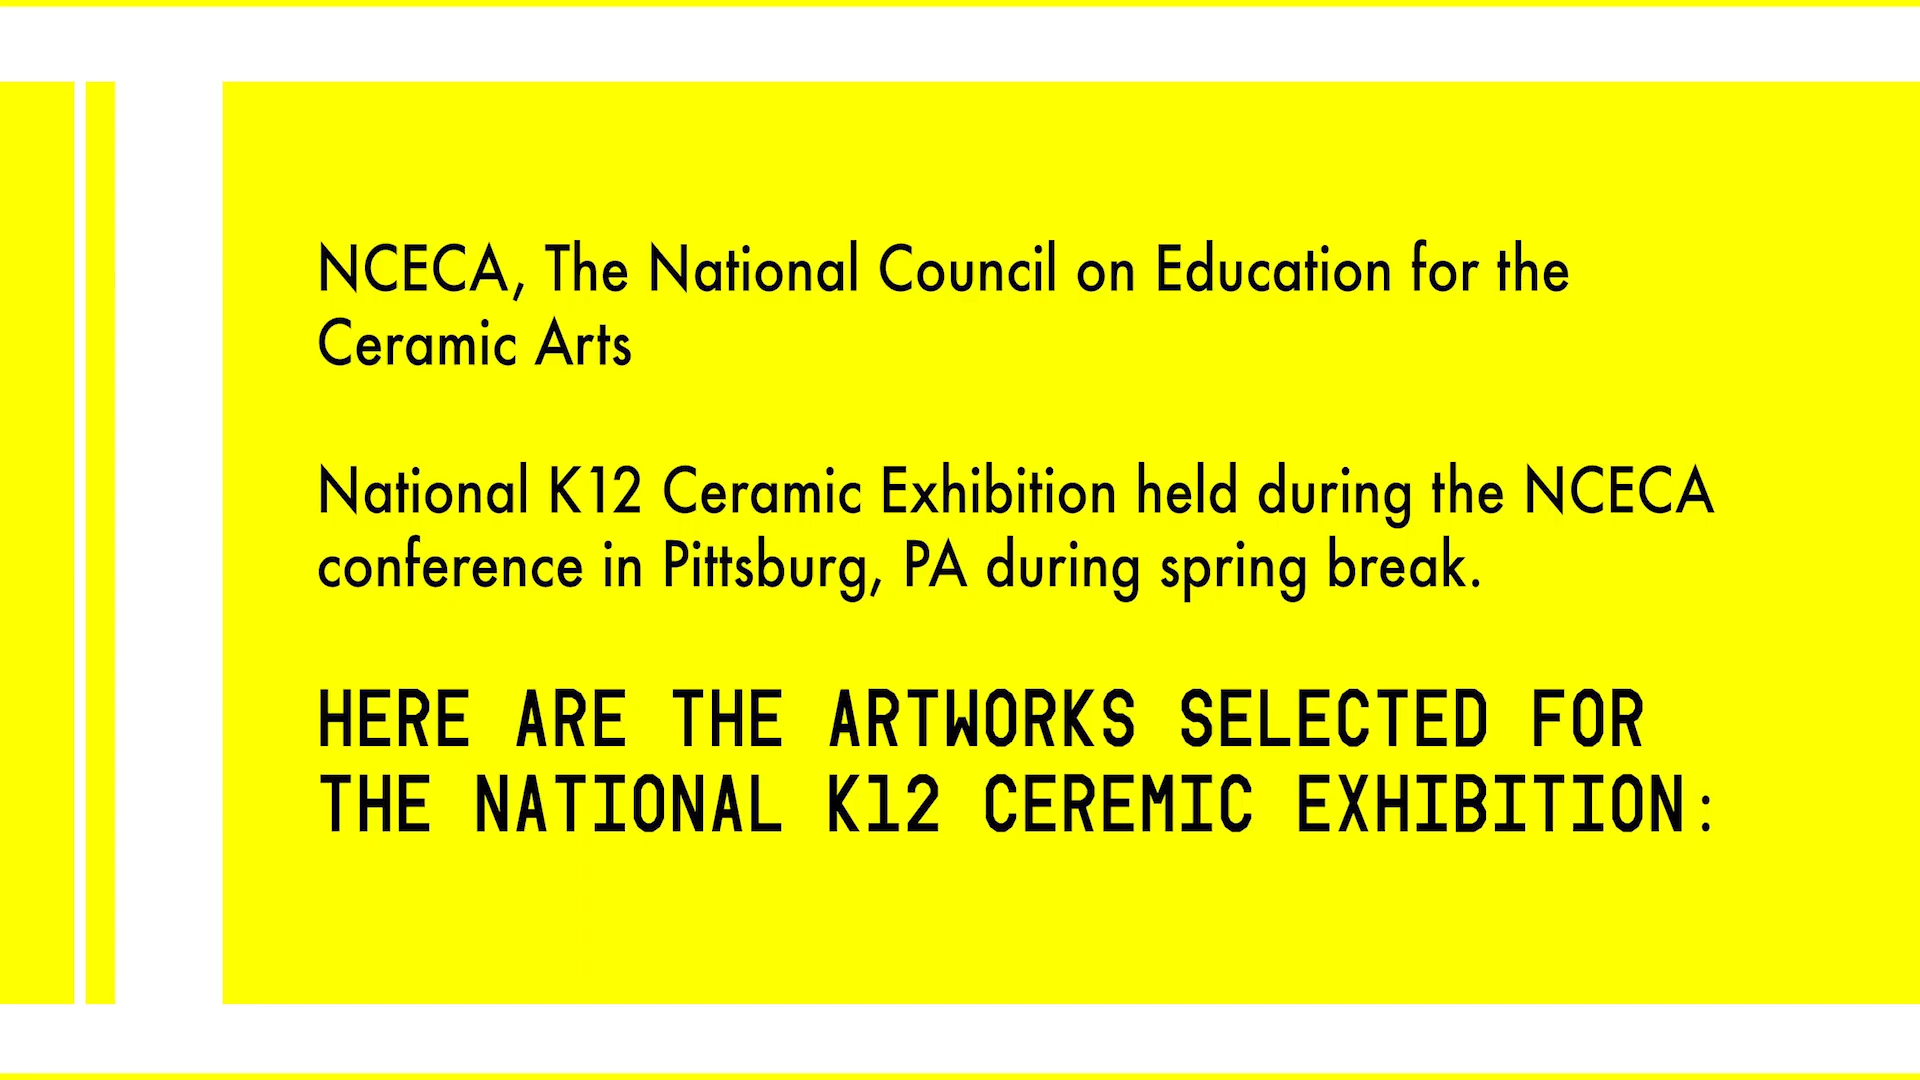 NCECA, The National Council on Education for the
Ceramic Arts
National K12 Ceramic Exhibition held during the NCECA
conference in Pittsburg, PA during spring break.
HERE ARE THE ARTWORKS SELECTED FOR
THE NATIONAL K12 CEREMIC EXHIBITION: